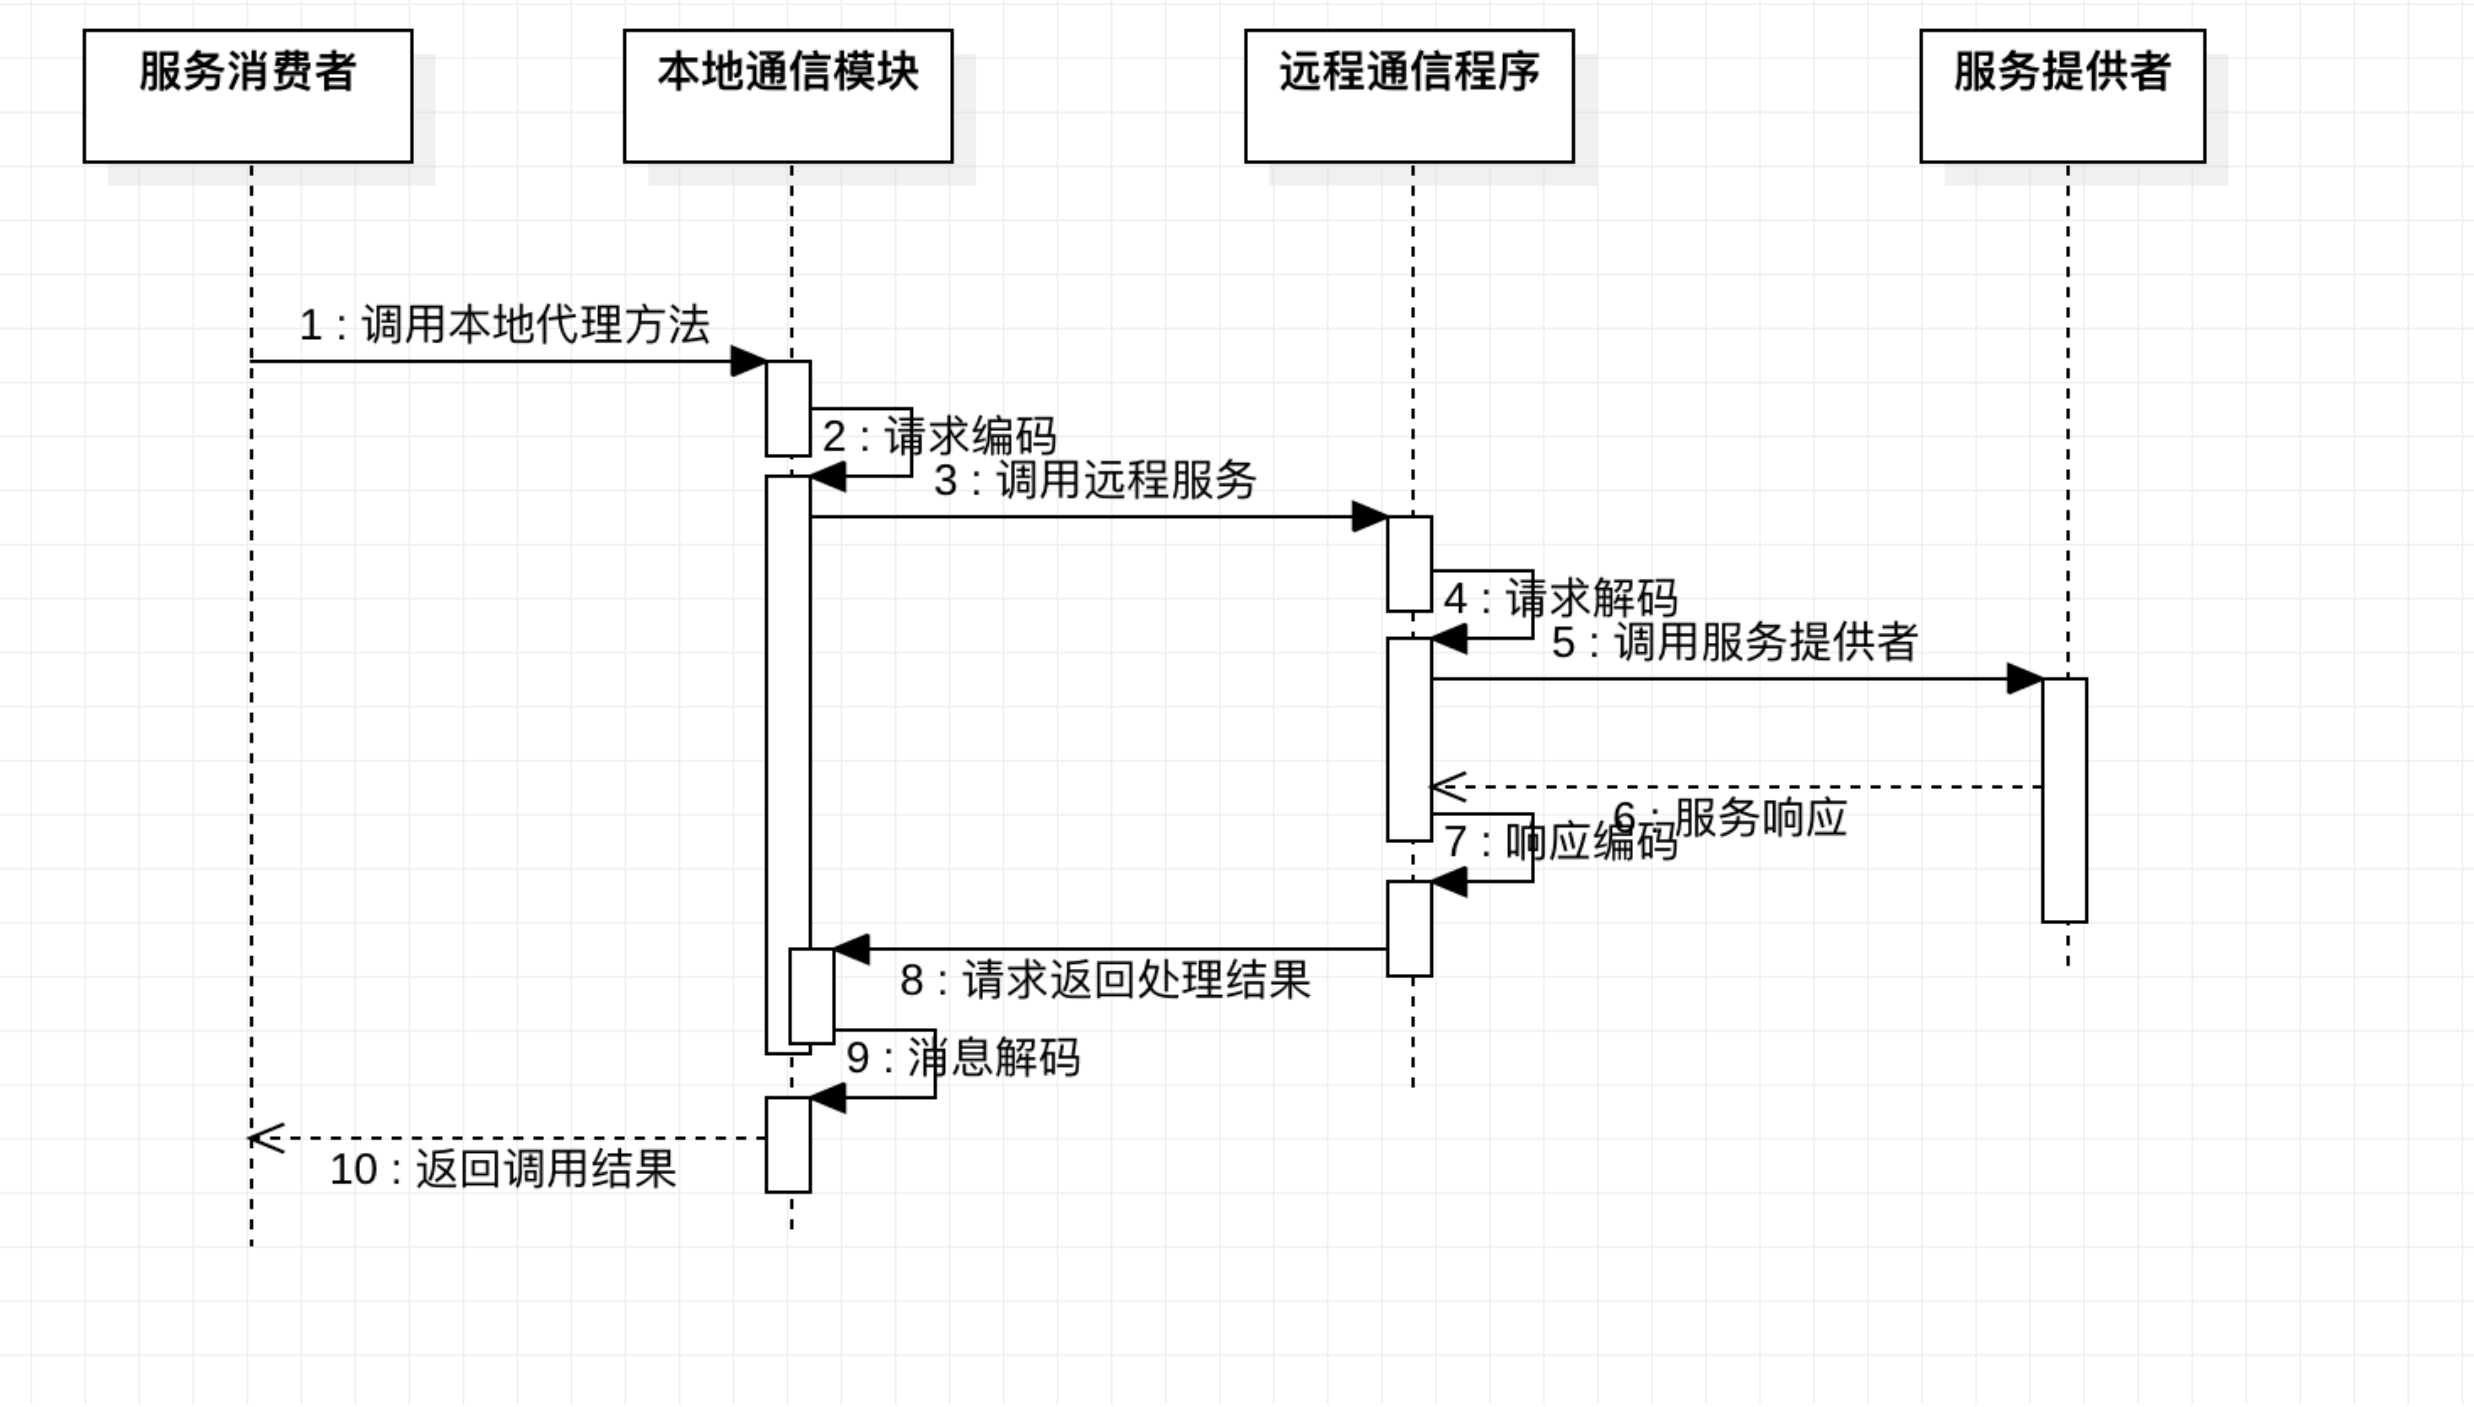 服务消费者
本地通信模块
远程通信程序
服务提供者
1 : 调用本地代理方法
2 : 请求编码
3 : 调用远程服务
4 : 请求解码
5 : 调用服务提供者
6 : 服务响应
7 : 响应编码
8 : 请求返回处理结果
9 : 消息解码
10 : 返回调用结果